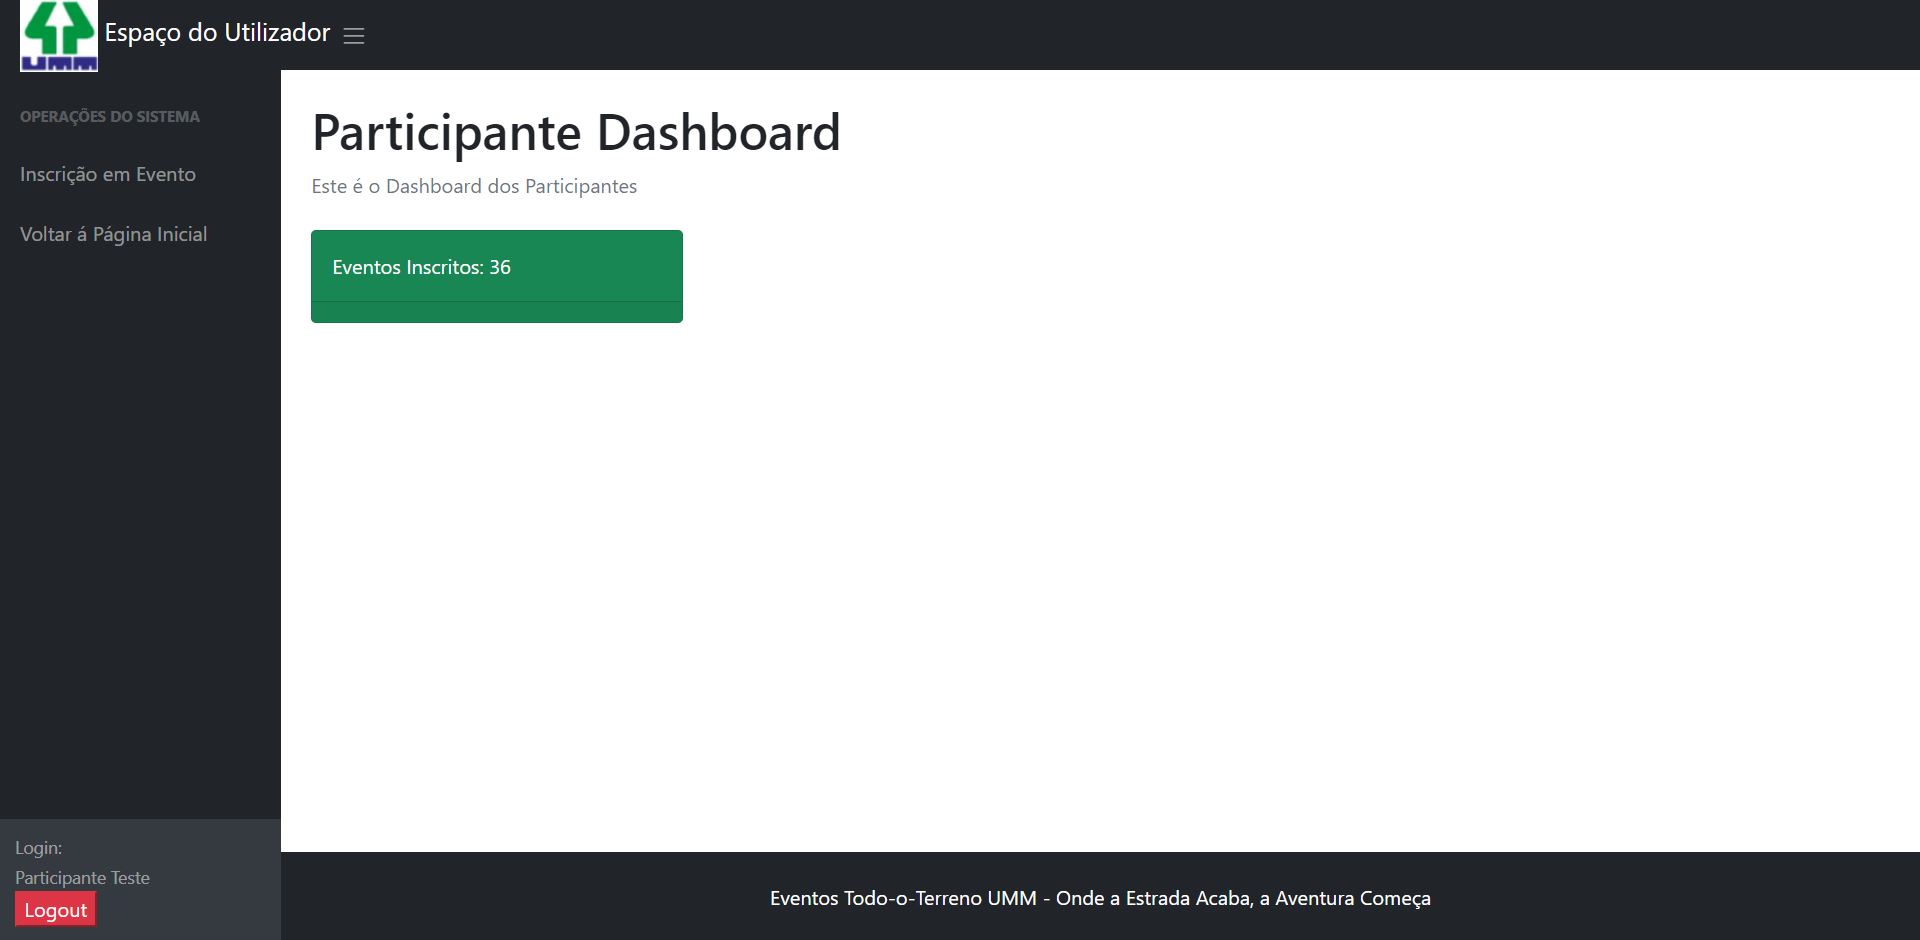 umm
Espaço do Utilizador
OPERAÇÕES DO SISTEMA
Inscrição em Evento
Voltar á Página Inicial
Participante Dashboard
Este é o Dashboard dos Participantes
Eventos Inscritos: 36
Login:
Participante Teste
Logout
Eventos Todo-o-Terreno UMM - Onde a Estrada Acaba, a Aventura Começa